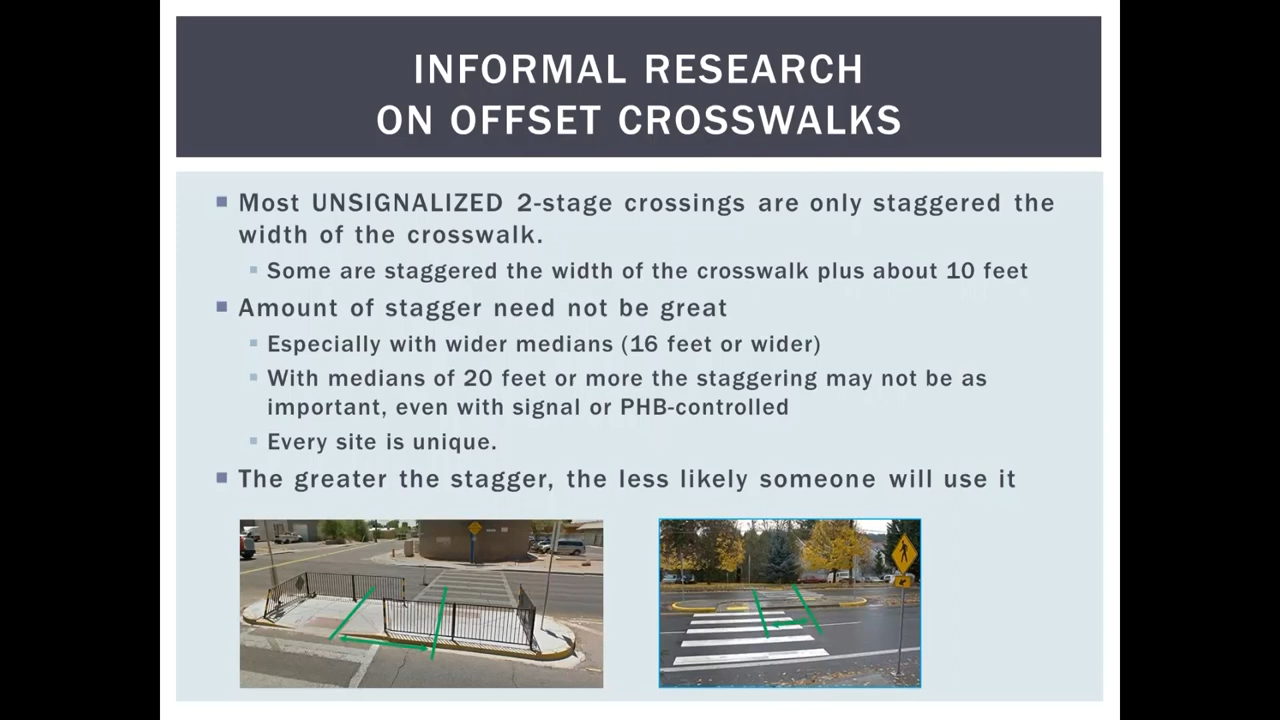 INFORMAL RESEARCH
ON OFFSET CROSSWALKS
Most UNSIGNALIZED 2-stage crossings are only staggered the
width of the crosswalk.
Some are staggered the width of the crosswalk plus about 10 feet
Amount of stagger need not be great
Especially with wider medians (16 feet or wider)
With medians of 20 feet or more the staggering may not be as
important, even with signal or PHB-controlled
Every site is unique.
The greater the stagger, the less likely someone will use it